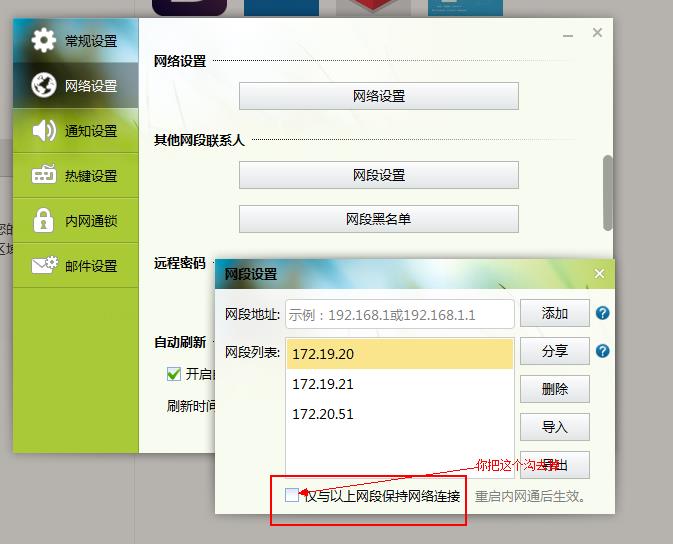 常规设置
网络设置
通知设置
热键设置
内网通锁
邮件设置
网络设置
网络设置
其他网段联系人
网段设置
网段黑名单
远程密码
自动刷新
开启
刷新时间
网段设置
网段地址:
示例：192.168.1或192.168.1.1
添加
网段列表:
172.19.20
172.19.21
172.20.51
分享
删除
导入
导出
你把这个沟去掉
仅与以上网段保持网络连接
重启内网通后生效。